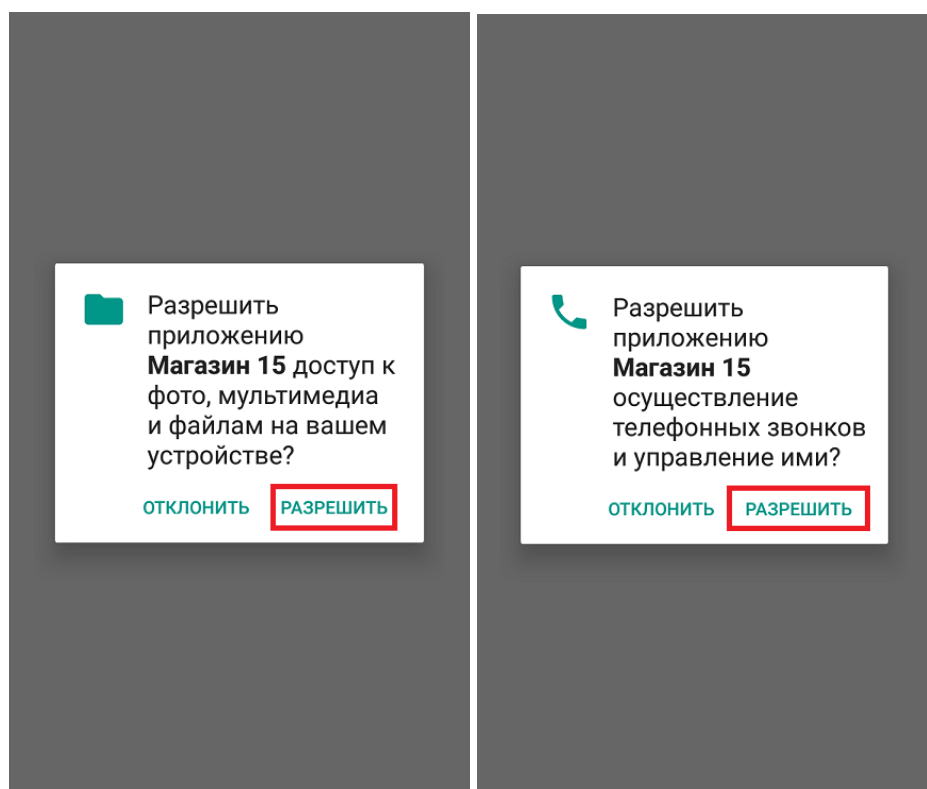 Разрешить
приложению
Магазин 15 доступ к
фото, мультимедиа
и файлам на вашем
устройстве?
ОТКЛОНИТЬ РАЗРЕШИТЬ
Разрешить
приложению
Магазин 15
осуществление
телефонных звонков
и управление ими?
ОТКЛОНИТЬ РАЗРЕШИТЬ